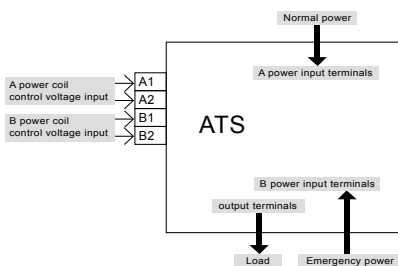 Normal power
A power input terminals
A power coil
control voltage input
A1
A2
B power coil
control voltage input
B1
B2
ATS
B power input terminals
output terminals
Load
Emergency power